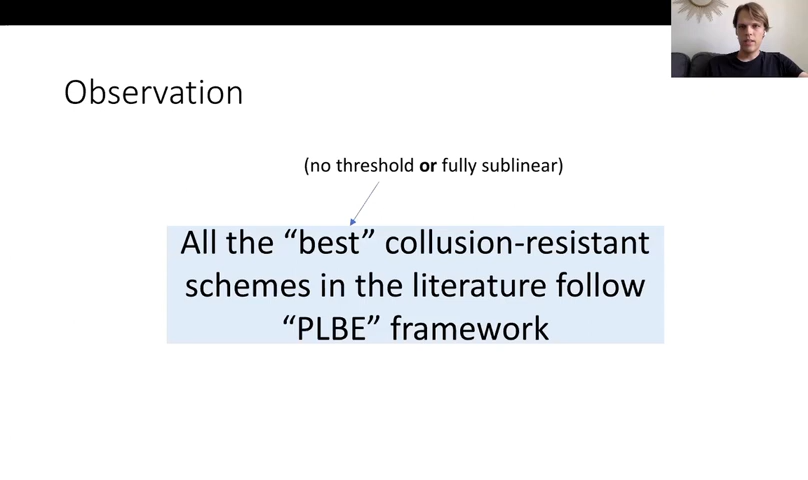 Observation
(no threshold or fully sublinear)
All the “best” collusion-resistant
schemes in the literature follow
“PLBE” framework